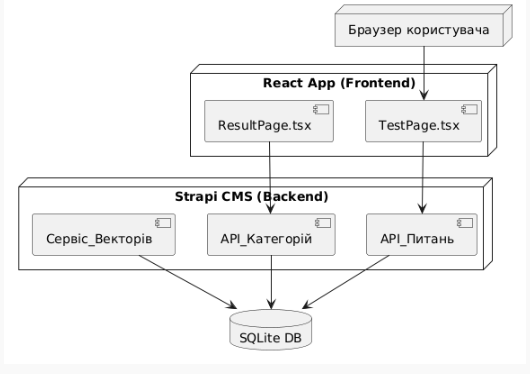 Браузер користувача
React App (Frontend)
ResultPage.tsx
TestPage.tsx
Strapi CMS (Backend)
Сервіс_Векторів
API_Категорій
API_Питань
SQLite DB